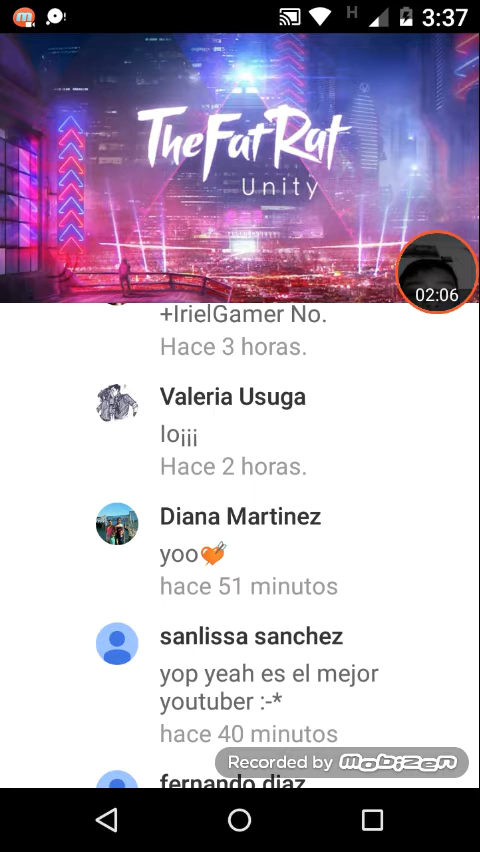 3:37
H
TheFatRat
Unity
02:06
+IrielGamer No.
Hace 3 horas.
Valeria Usuga
Io¡¡¡
Hace 2 horas.
Diana Martinez
yoo
hace 51 minutos
sanlissa sanchez
yop yeah es el mejor
youtuber :-*
hace 40 minutos
Recorded by mobizen
fernando diaz